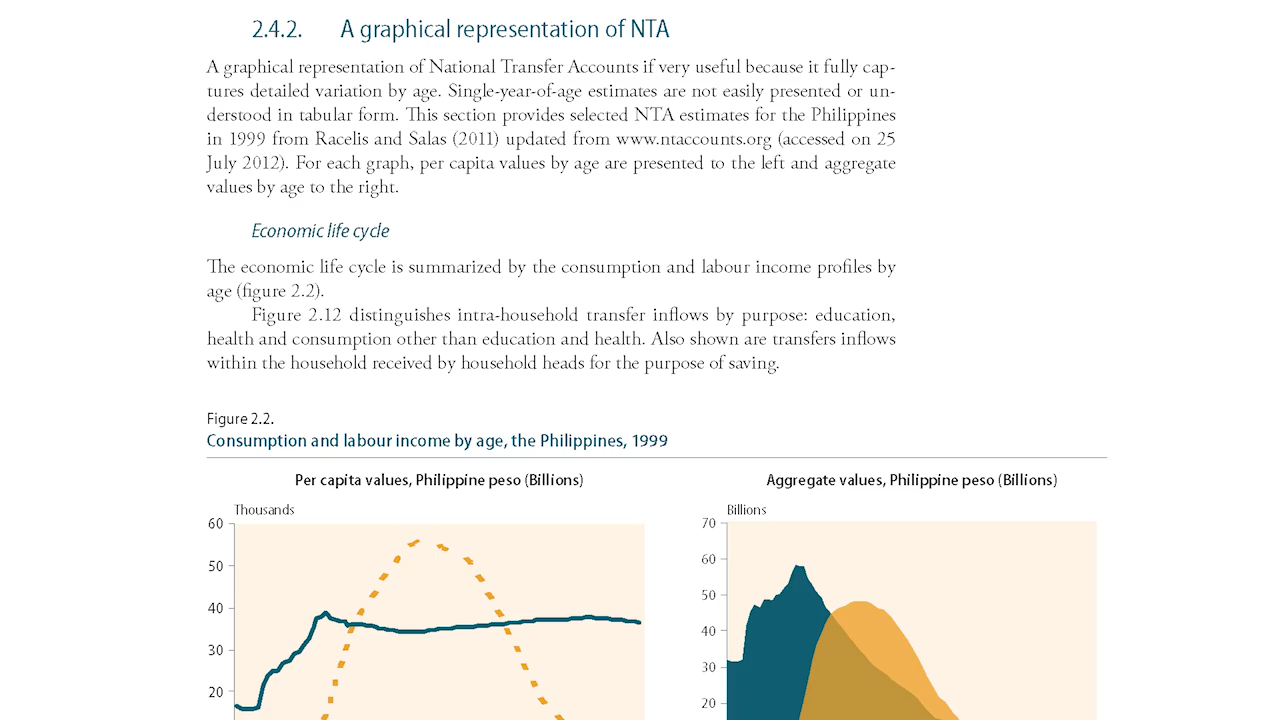 2.4.2. A graphical representation of NTA
A graphical representation of National Transfer Accounts if very useful because it fully cap-
tures detailed variation by age. Single-year-of-age estimates are not easily presented or un-
derstood in tabular form. This section provides selected NTA estimates for the Philippines
in 1999 from Racelis and Salas (2011) updated from www.ntaccounts.org (accessed on 25
July 2012). For each graph, per capita values by age are presented to the left and aggregate
values by age to the right.
Economic life cycle
The economic life cycle is summarized by the consumption and labour income profiles by
age (figure 2.2).
Figure 2.12 distinguishes intra-household transfer inflows by purpose: education,
health and consumption other than education and health. Also shown are transfers inflows
within the household received by household heads for the purpose of saving.
Figure 2.2.
Consumption and labour income by age, the Philippines, 1999
Per capita values, Philippine peso (Billions)
Thousands
60
50
40
30
20
Aggregate values, Philippine peso (Billions)
Billions
70
60
50
40
30
20